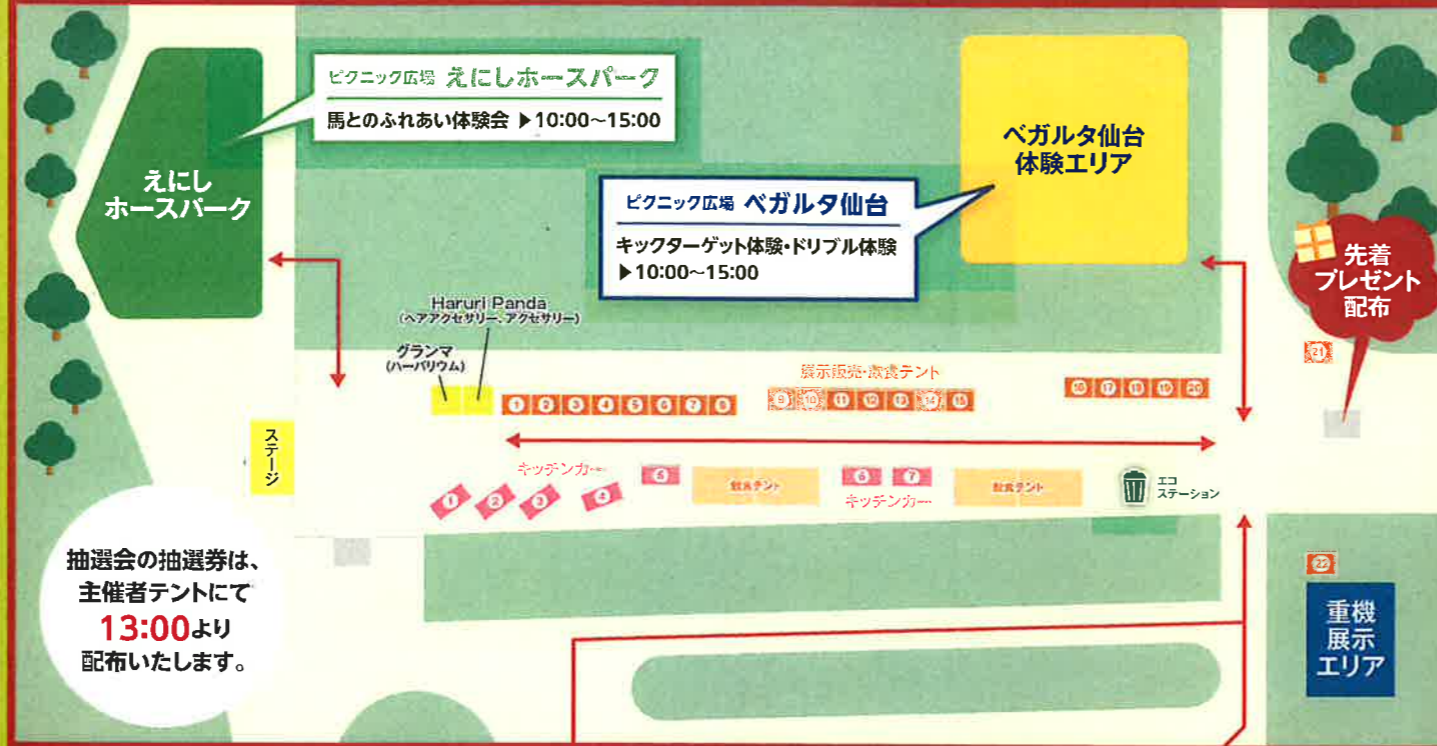 ピクニック広場 えにしホースパーク
馬とのふれあい体験会 ▶10:00〜15:00
えにし
ホースパーク
ベガルタ仙台
体験エリア
ピクニック広場 ベガルタ仙台
キックターゲット体験・ドリブル体験
▶10:00〜15:00
先着
プレゼント
配布
Haruri Panda
(ヘアアクセサリー、アクセサリー)
グランマ
(ハーバリウム)
展示販売・飲食テント
1 2 3 4 5 6 7 8
9 10 11 12 13 14 15
16 17 18 19 20
21
ステージ
キッチンカー
1 2 3 4 5
飲食テント
6 7
キッチンカー
飲食テント
エコ
ステーション
抽選会の抽選券は、
主催者テントにて
13:00より
配布いたします。
22
重機
展示
エリア